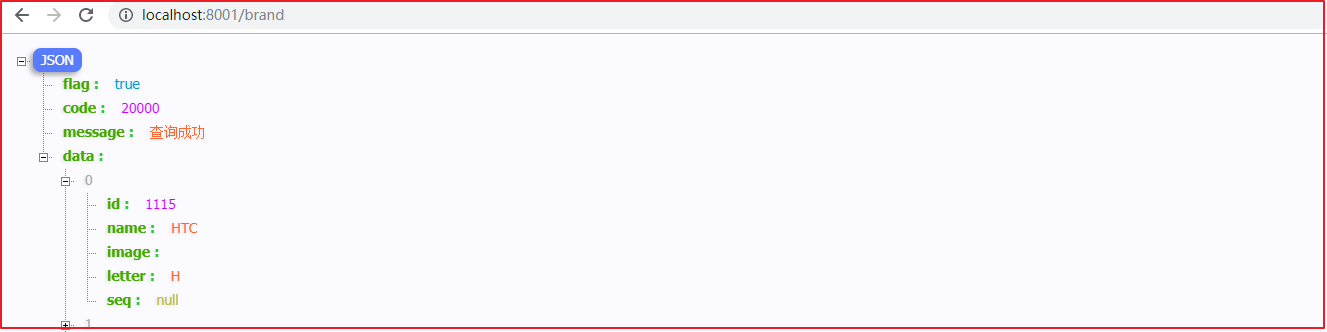 localhost:8001/brand
JSON
flag : true
code : 20000
message : 查询成功
data :
0
id : 1115
name : HTC
image :
letter : H
seq : null
1